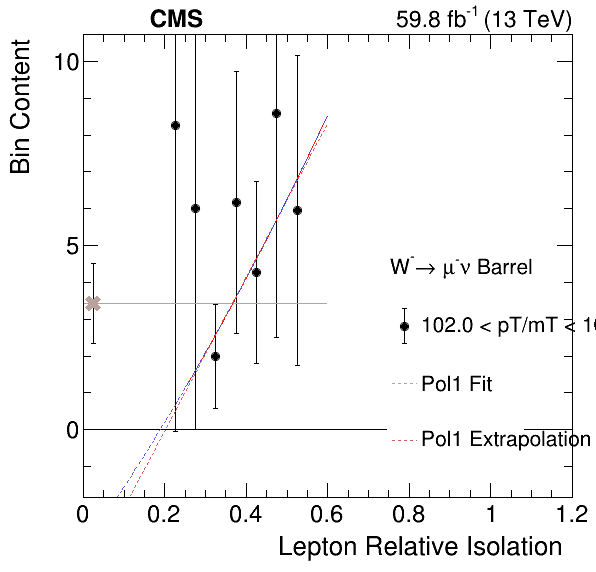 CMS 59.8 fb⁻¹ (13 TeV)
Bin Content
10
5
0
W⁻→ μ⁻ν Barrel
102.0 < pT/mT < 10
Pol1 Fit
Pol1 Extrapolation
0 0.2 0.4 0.6 0.8 1 1.2
Lepton Relative Isolation